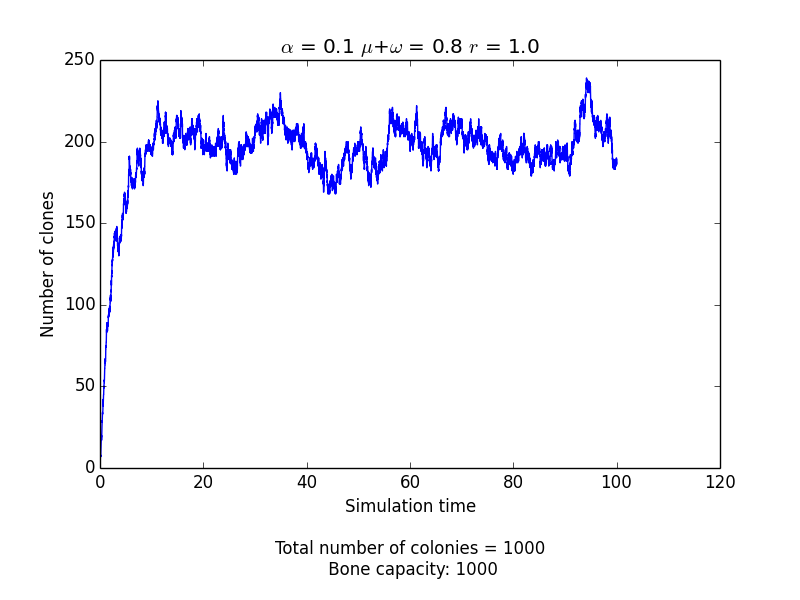 α = 0.1 μ+ω = 0.8 r = 1.0
250
200
150
100
50
0
Number of clones
0 20 40 60 80 100 120
Simulation time
Total number of colonies = 1000
Bone capacity: 1000